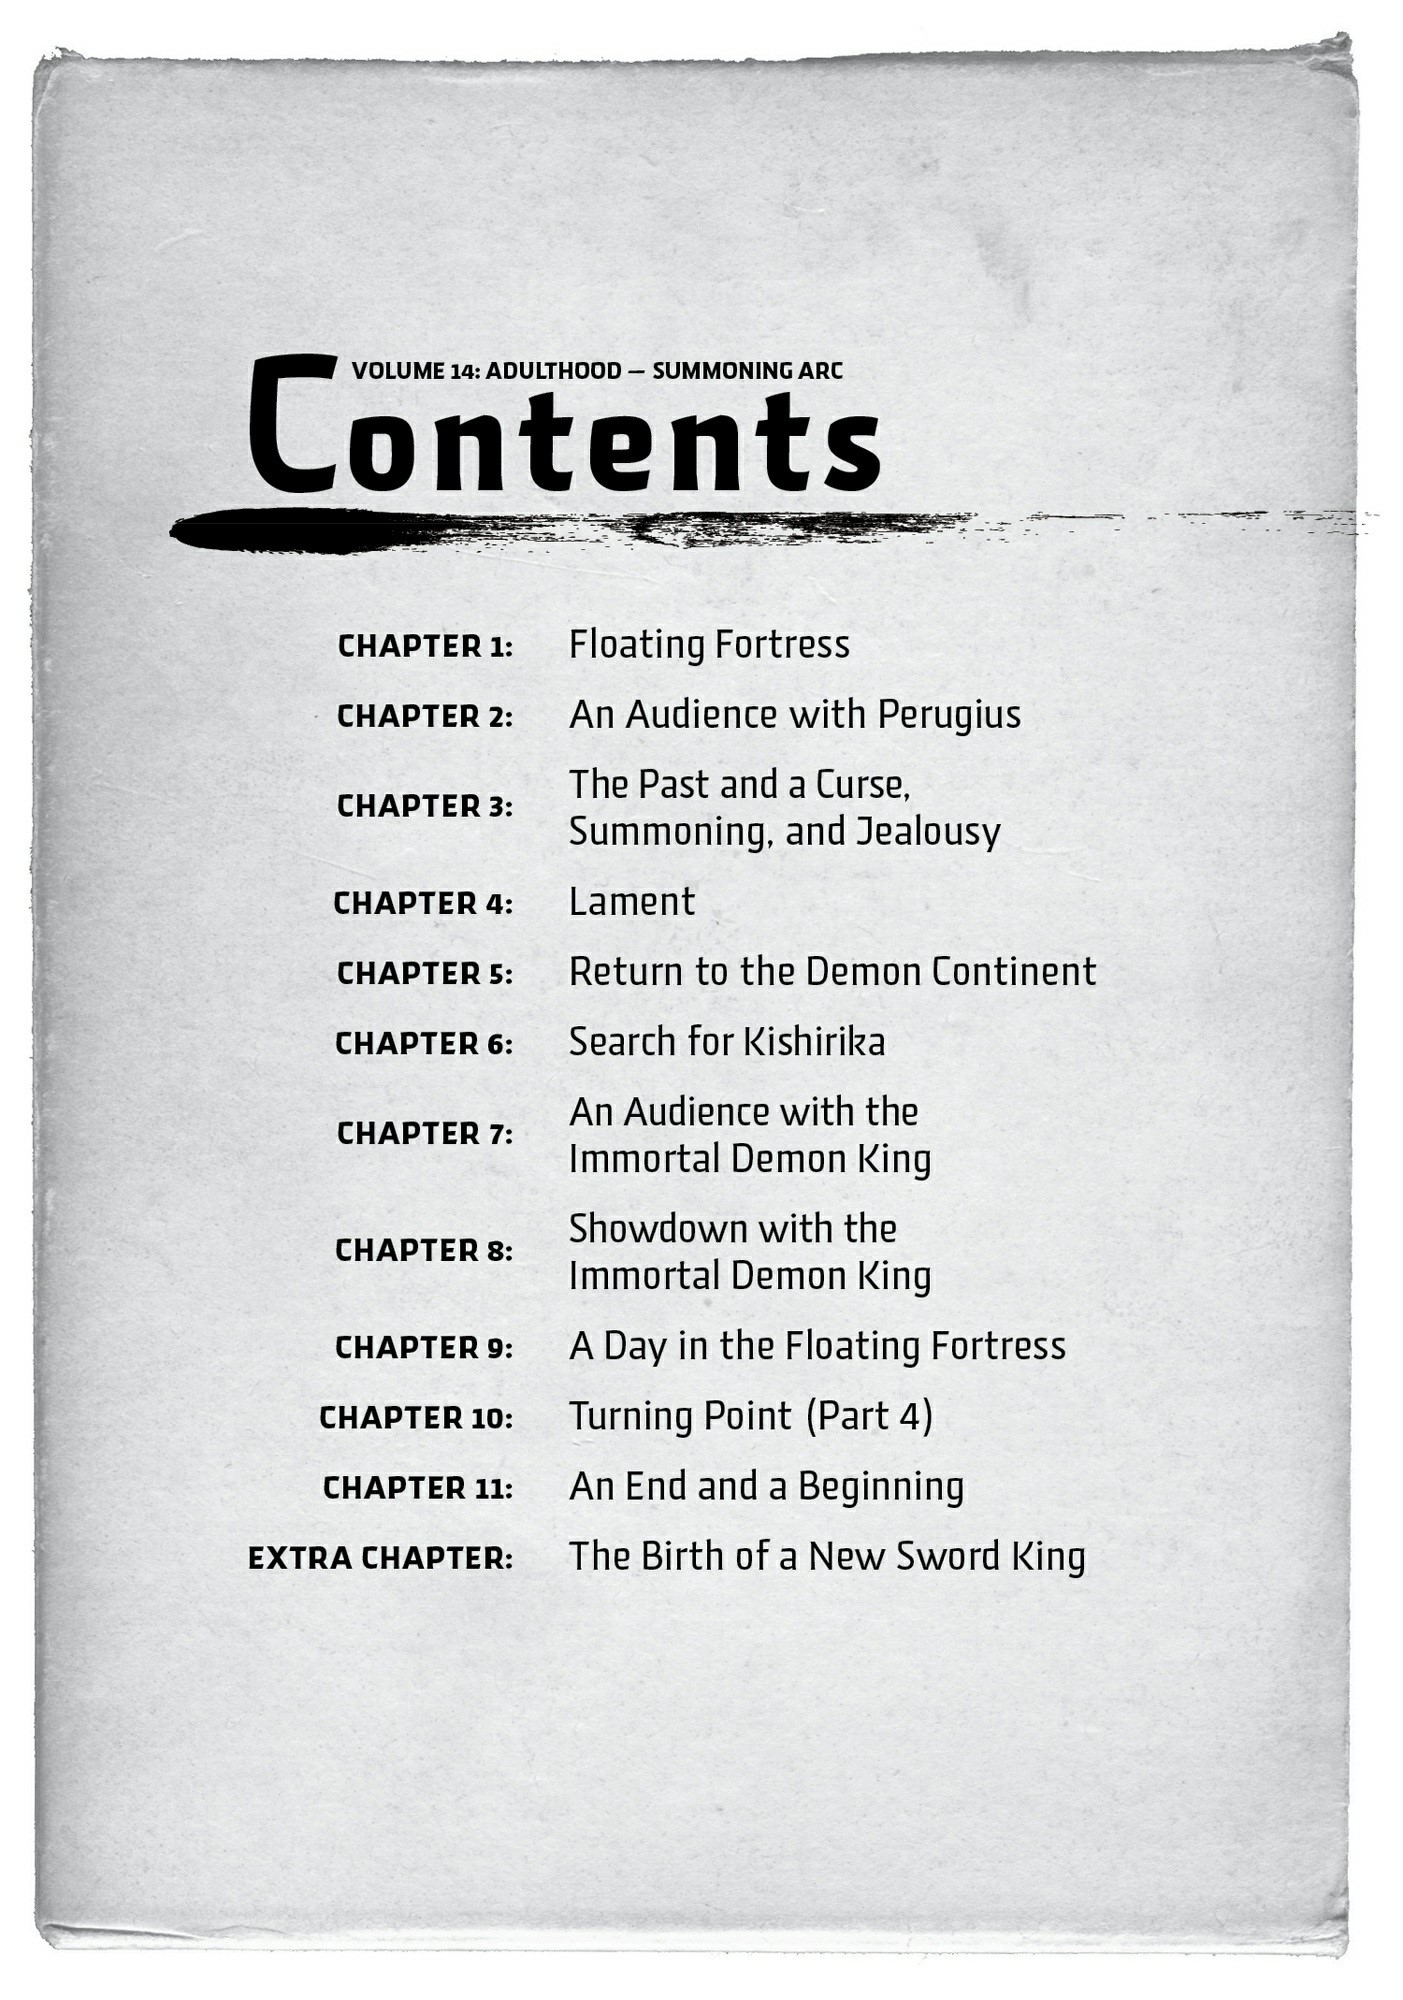 VOLUME 14: ADULTHOOD — SUMMONING ARC
Contents
CHAPTER 1: Floating Fortress
CHAPTER 2: An Audience with Perugius
CHAPTER 3: The Past and a Curse,
Summoning, and Jealousy
CHAPTER 4: Lament
CHAPTER 5: Return to the Demon Continent
CHAPTER 6: Search for Kishirika
CHAPTER 7: An Audience with the
Immortal Demon King
CHAPTER 8: Showdown with the
Immortal Demon King
CHAPTER 9: A Day in the Floating Fortress
CHAPTER 10: Turning Point (Part 4)
CHAPTER 11: An End and a Beginning
EXTRA CHAPTER: The Birth of a New Sword King